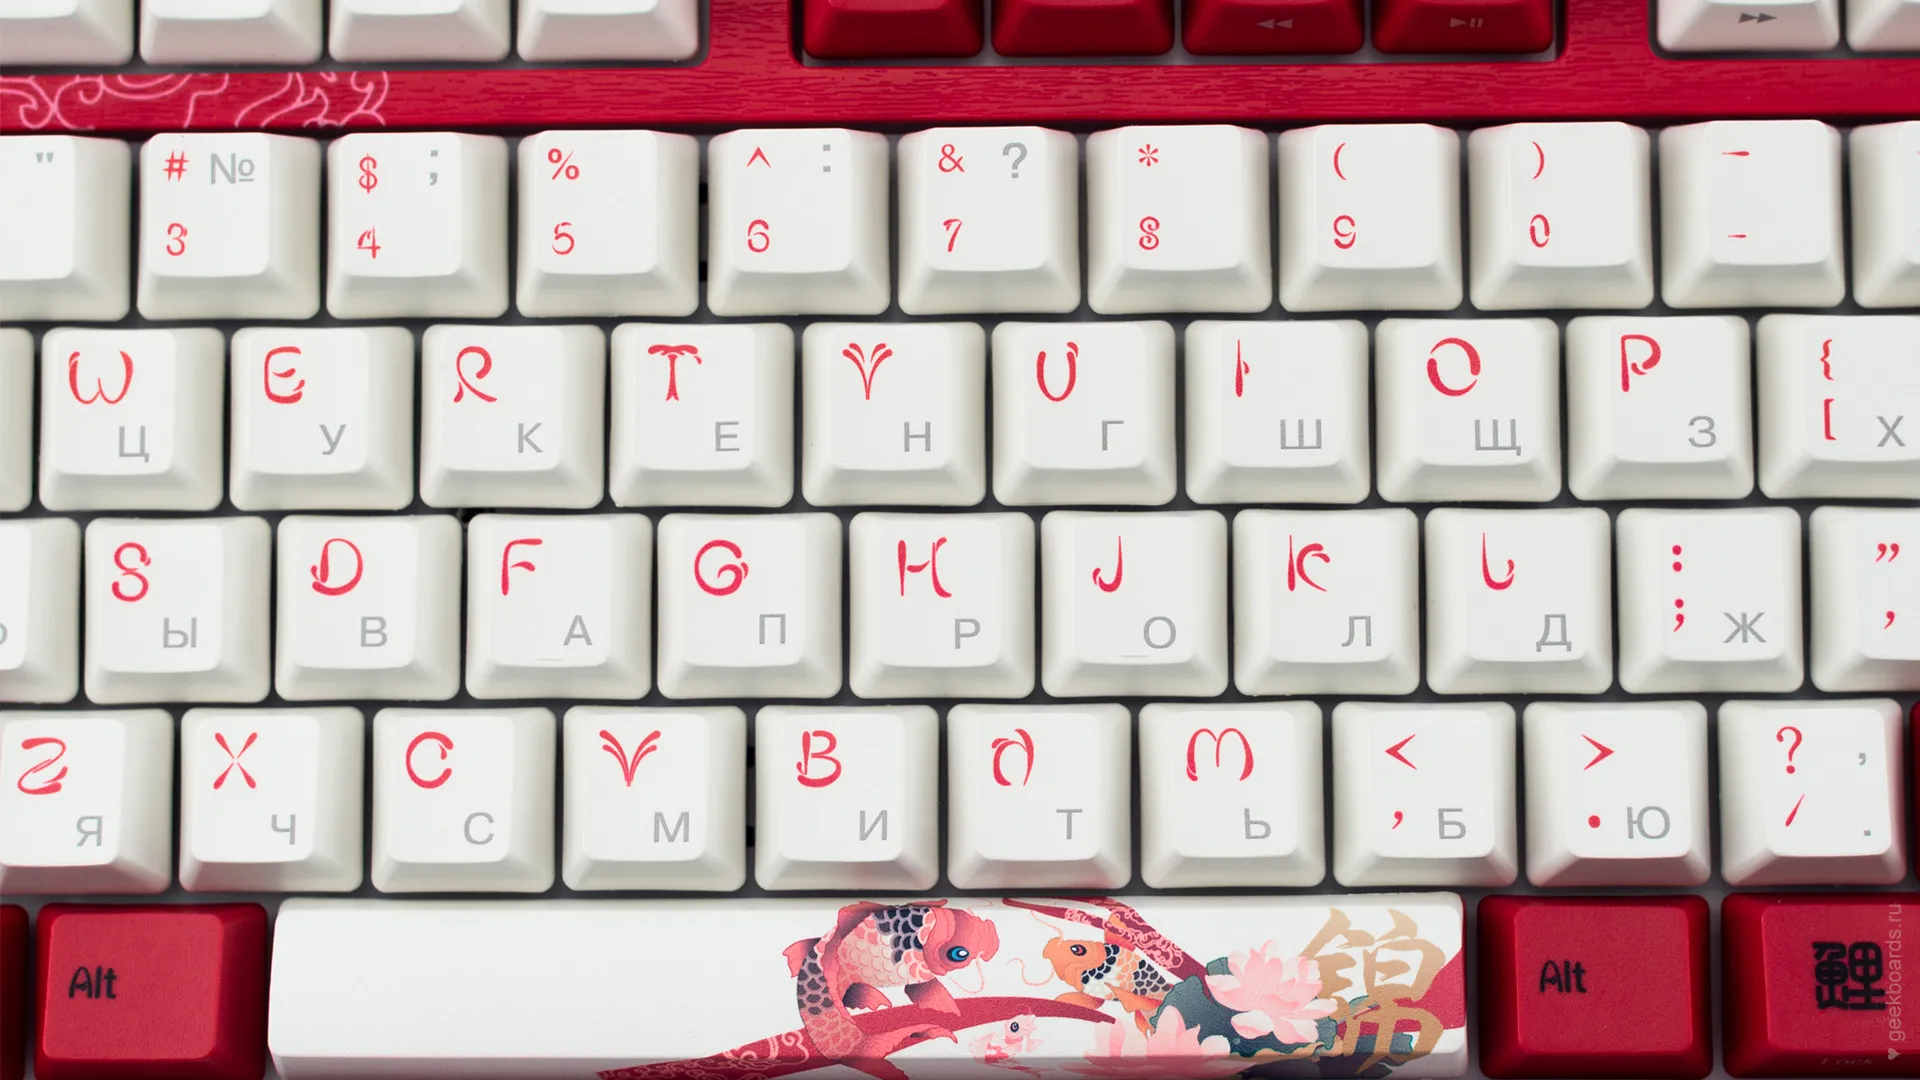 " # № $ ; % ^ : & ? * ( ) _
3 4 5 6 7 8 9 0 -
W E R T Y U I O P {
Ц У К Е Н Г Ш Щ З [ Х
S D F G H J K L : "
Ы В А П Р О Л Д ; Ж '
Z X C V B N M < > ? ,
Я Ч С М И Т Ь , Б . Ю / .
Alt 錦 Alt 鯉
geekboards.ru